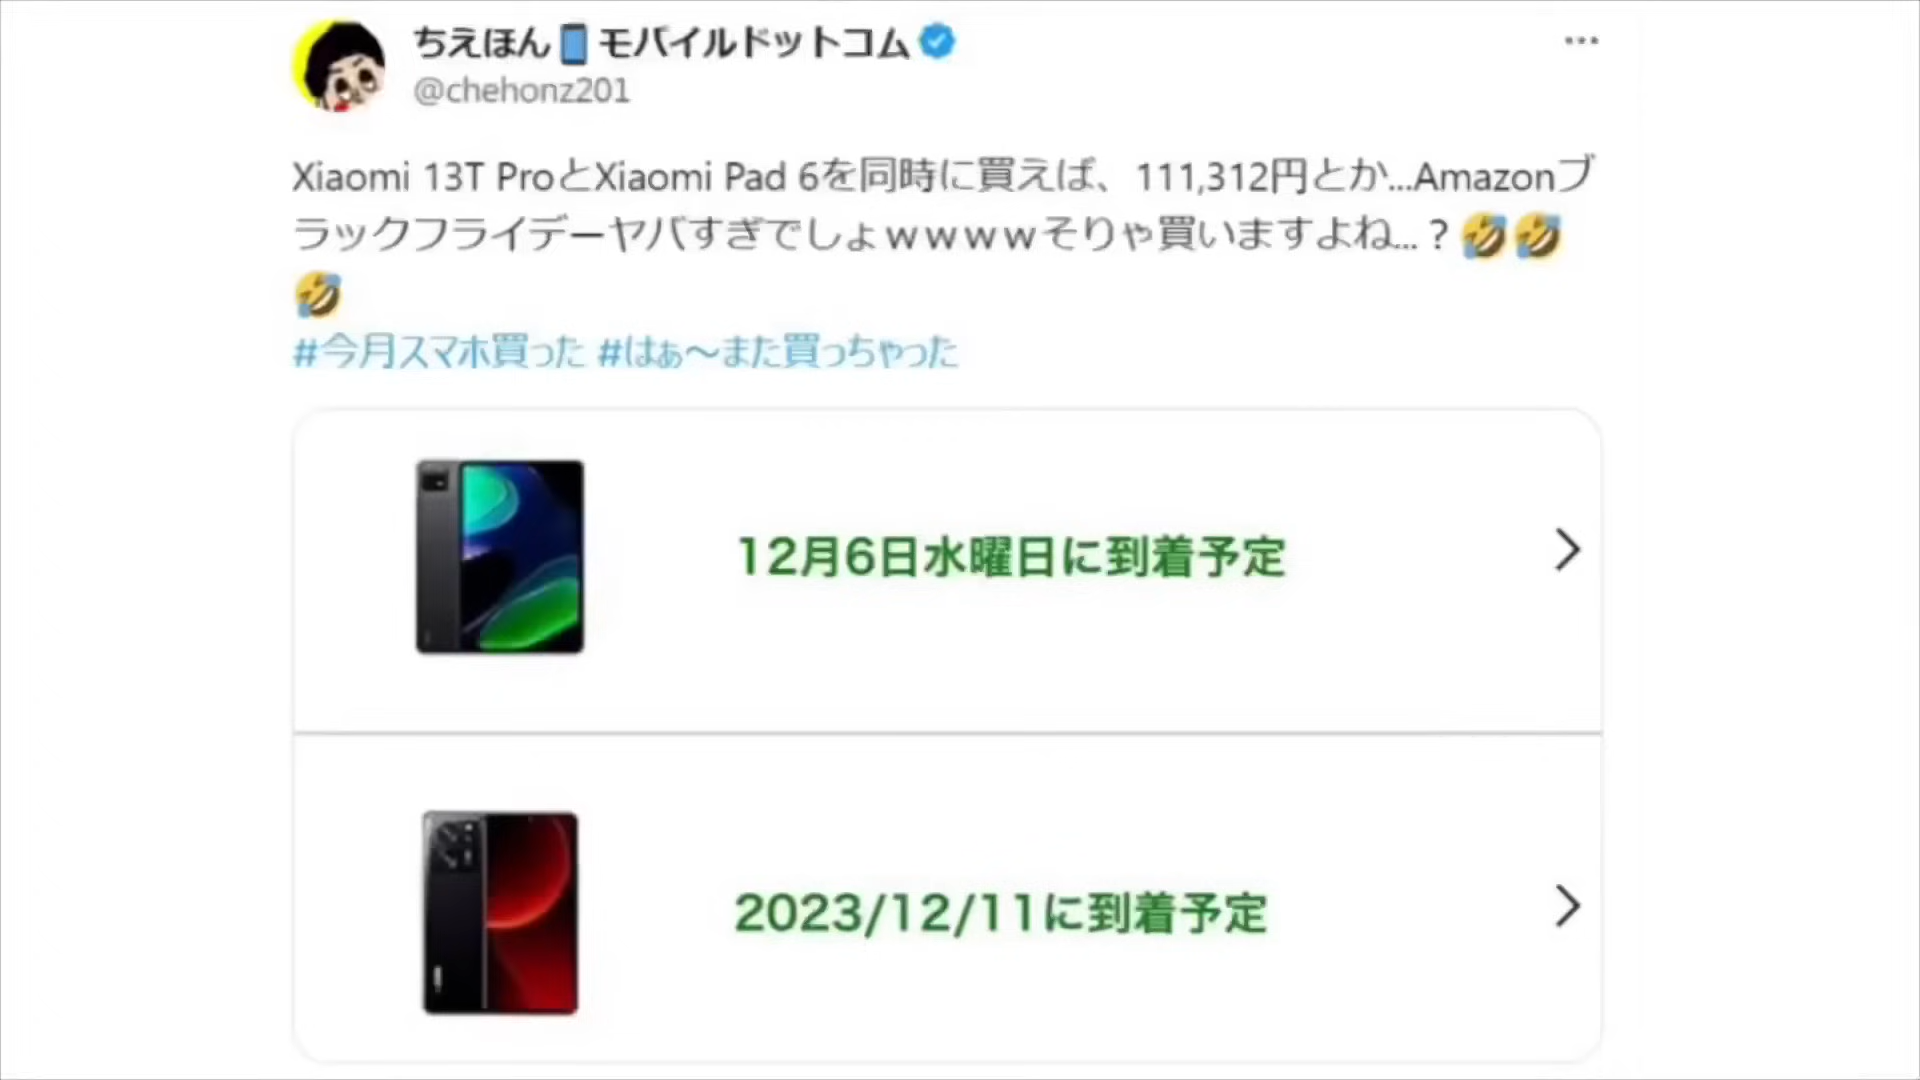 ちえほん📱モバイルドットコム
@chehonz201
Xiaomi 13T ProとXiaomi Pad 6を同時に買えば、111,312円とか...Amazonブ
ラックフライデーヤバすぎでしょｗｗｗｗそりゃ買いますよね...？🤣🤣
🤣
#今月スマホ買った #はぁ〜また買っちゃった
12月6日水曜日に到着予定
2023/12/11に到着予定